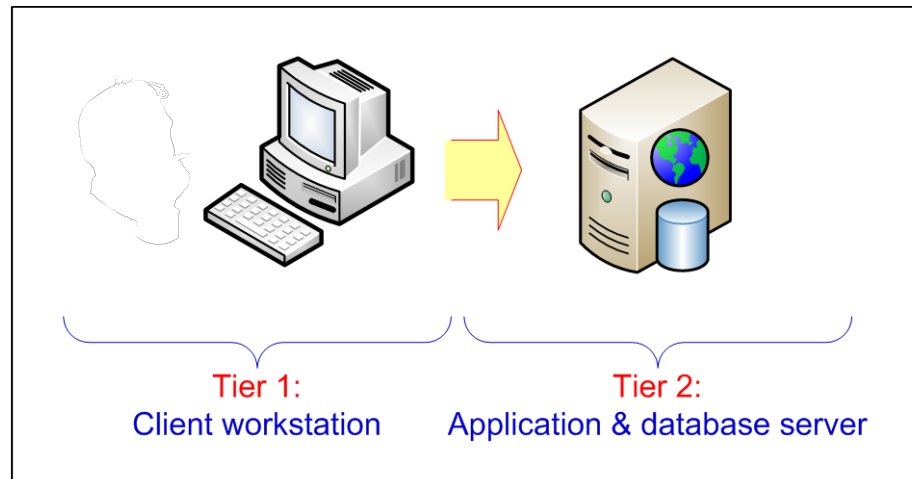 Tier 1:
Client workstation
Tier 2:
Application & database server